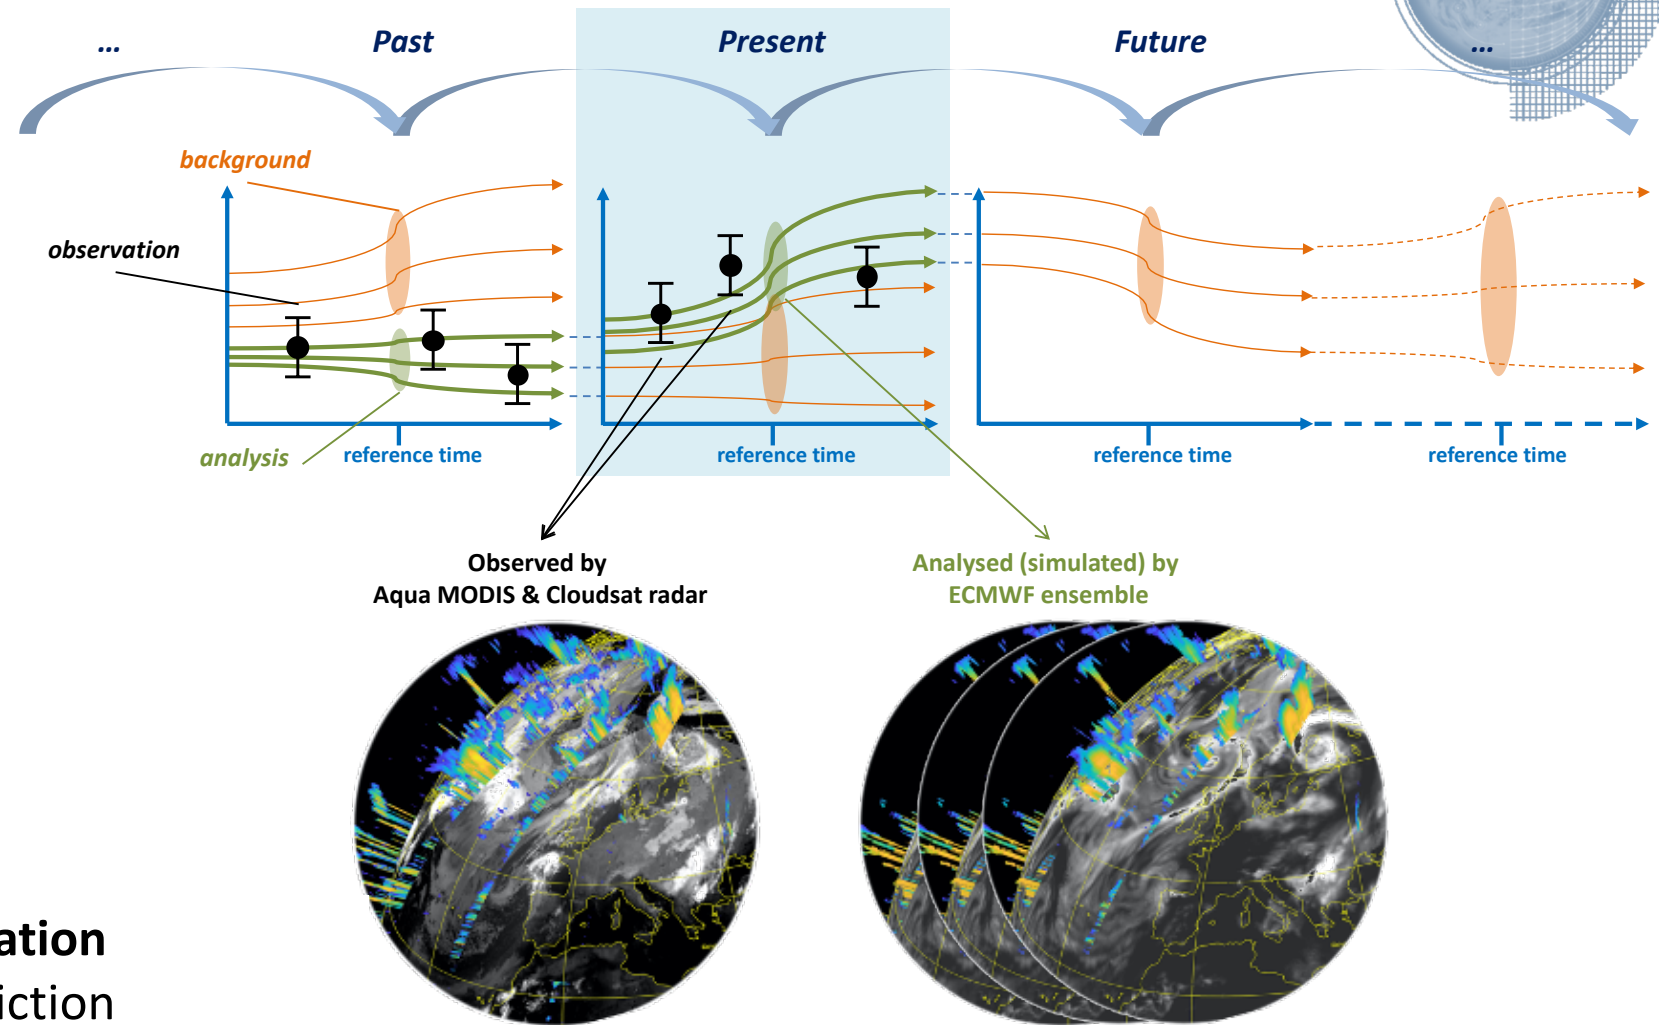 ...
Past
Present
Future
...
background
observation
analysis
reference time
reference time
reference time
reference time
Observed by
Aqua MODIS & Cloudsat radar
Analysed (simulated) by
ECMWF ensemble
ation
iction